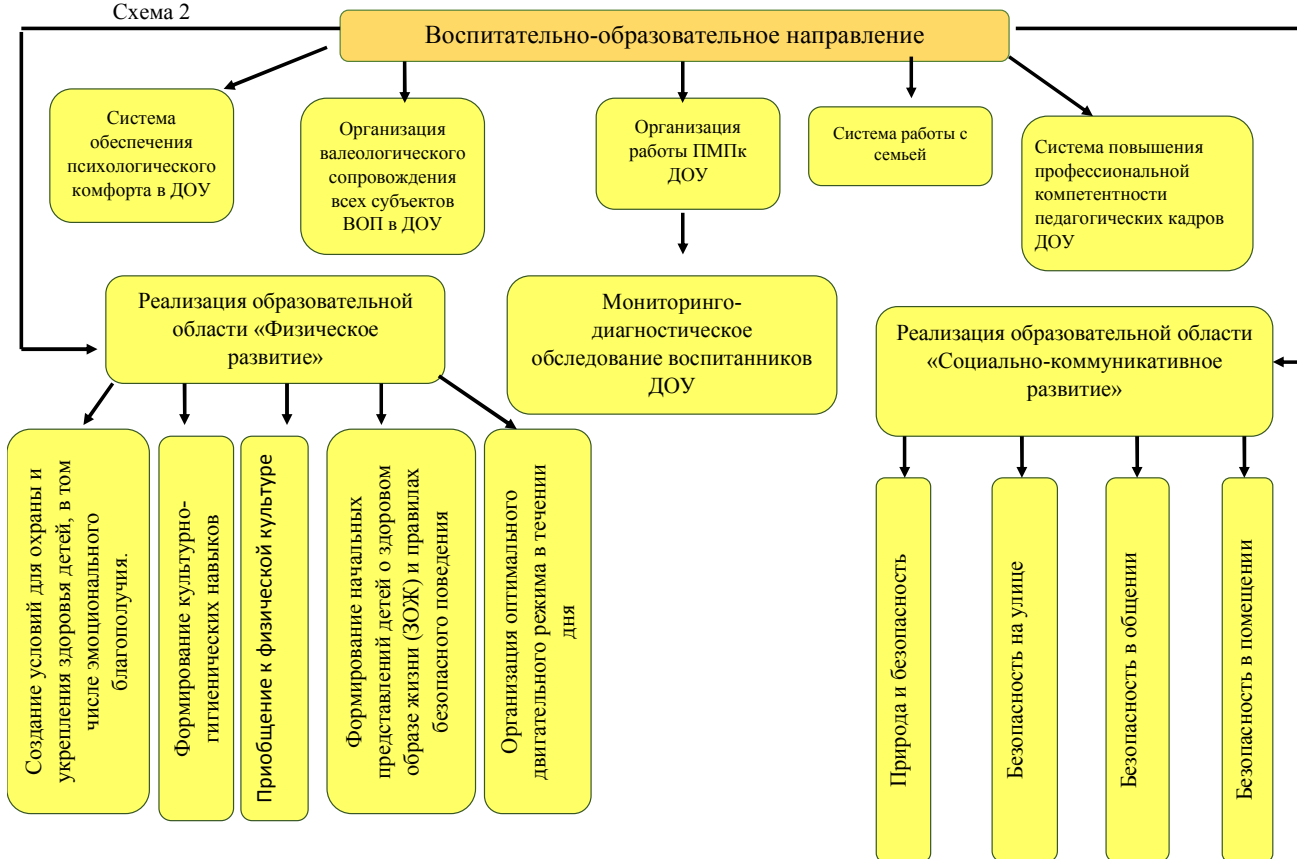 Схема 2
Воспитательно-образовательное направление
Система
обеспечения
психологического
комфорта в ДОУ
Организация
валеологического
сопровождения
всех субъектов
ВОП в ДОУ
Организация
работы ПМПк
ДОУ
Система работы с
семьей
Система повышения
профессиональной
компетентности
педагогических кадров
ДОУ
Реализация образовательной
области «Физическое
развитие»
Мониторинго-
диагностическое
обследование воспитанников
ДОУ
Реализация образовательной области
«Социально-коммуникативное
развитие»
Создание условий для охраны и
укрепления здоровья детей, в том
числе эмоционального
благополучия.
Формирование культурно-
гигиенических навыков
Приобщение к физической культуре
Формирование начальных
представлений детей о здоровом
образе жизни (ЗОЖ) и правилах
безопасного поведения
Организация оптимального
двигательного режима в течении
дня
Природа и безопасность
Безопасность на улице
Безопасность в общении
Безопасность в помещении